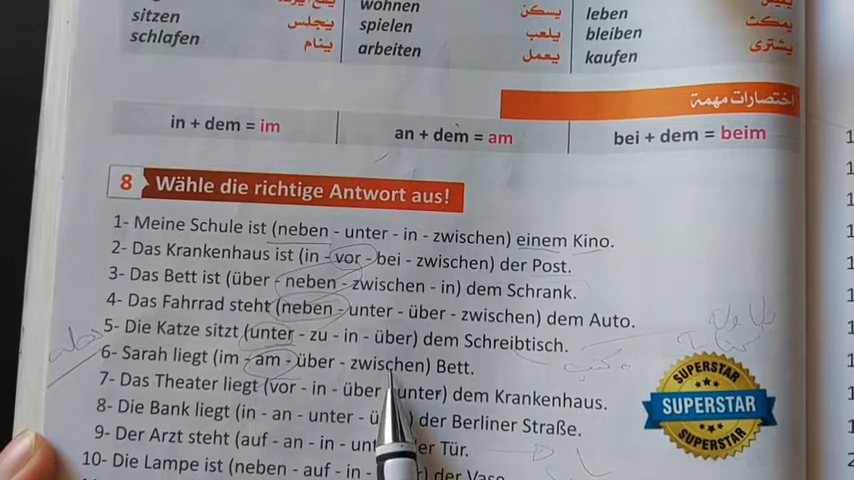 wohnen يسكن leben
sitzen يجلس spielen يلعب bleiben يمكث
schlafen ينام arbeiten يعمل kaufen يشترى
اختصارات مهمة
in + dem = im an + dem = am bei + dem = beim
8 Wähle die richtige Antwort aus!
1- Meine Schule ist (neben - unter - in - zwischen) einem Kino.
2- Das Krankenhaus ist (in - vor - bei - zwischen) der Post.
3- Das Bett ist (über - neben - zwischen - in) dem Schrank.
4- Das Fahrrad steht (neben - unter - über - zwischen) dem Auto.
5- Die Katze sitzt (unter - zu - in - über) dem Schreibtisch.
6- Sarah liegt (im - am - über - zwischen) Bett.
7- Das Theater liegt (vor - in - über - unter) dem Krankenhaus.
8- Die Bank liegt (in - an - unter - der Berliner Straße.
9- Der Arzt steht (auf - an - in - Tür.
10- Die Lampe ist (neben - auf - in - der Vase
SUPERSTAR
SUPERSTAR
SUPERSTAR